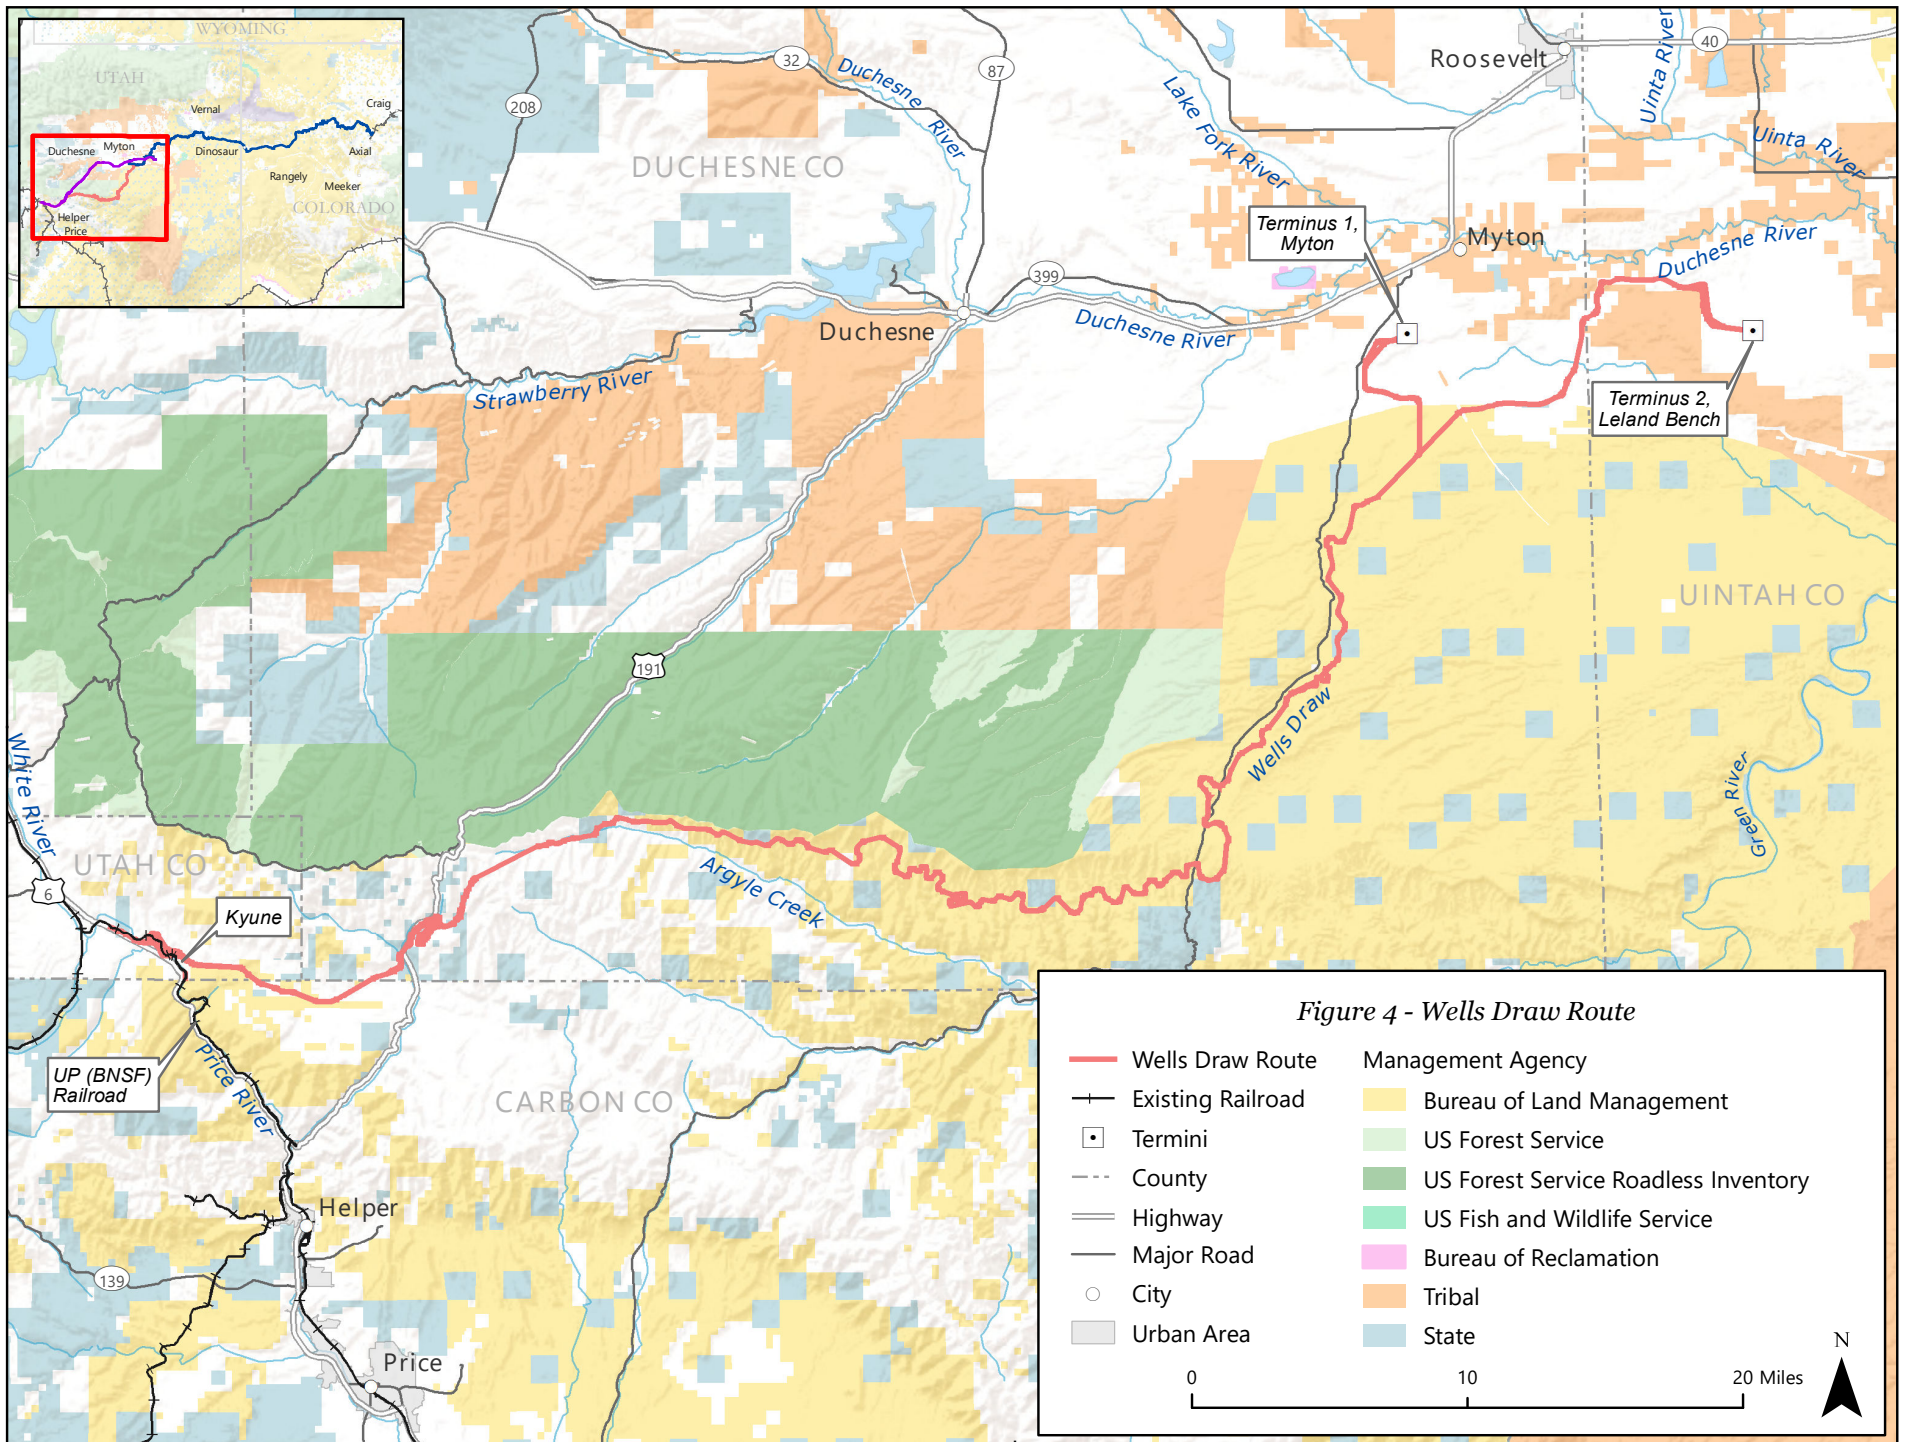 WYOMING
UTAH
Vernal
Craig
Duchesne
Myton
Dinosaur
Axial
Rangely
Meeker
COLORADO
Helper
Price
208
32
87
Duchesne
River
DUCHESNE CO
Lake Fork River
Roosevelt
40
Uinta River
Uinta River
Terminus 1,
Myton
Myton
Duchesne River
399
Duchesne
Duchesne River
Strawberry River
Terminus 2,
Leland Bench
UINTAH CO
191
Wells Draw
Green River
White River
UTAH CO
6
Kyune
Argyle Creek
UP (BNSF)
Railroad
Price River
CARBON CO
Helper
139
Price
Figure 4 - Wells Draw Route
Wells Draw Route
Existing Railroad
Termini
County
Highway
Major Road
City
Urban Area
Management Agency
Bureau of Land Management
US Forest Service
US Forest Service Roadless Inventory
US Fish and Wildlife Service
Bureau of Reclamation
Tribal
State
N
0 10 20 Miles